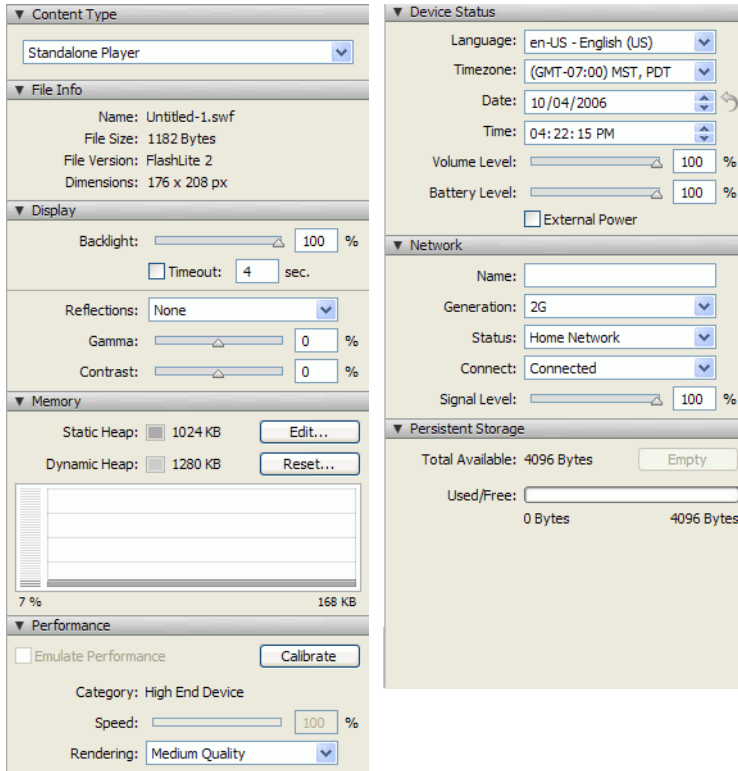 Content Type
Standalone Player
File Info
Name: Untitled-1.swf
File Size: 1182 Bytes
File Version: FlashLite 2
Dimensions: 176 x 208 px
Display
Backlight: 100 %
Timeout: 4 sec.
Reflections: None
Gamma: 0 %
Contrast: 0 %
Memory
Static Heap: 1024 KB Edit...
Dynamic Heap: 1280 KB Reset...
7 % 168 KB
Performance
Emulate Performance Calibrate
Category: High End Device
Speed: 100 %
Rendering: Medium Quality
Device Status
Language: en-US - English (US)
Timezone: (GMT-07:00) MST, PDT
Date: 10/04/2006
Time: 04:22:15 PM
Volume Level: 100 %
Battery Level: 100 %
External Power
Network
Name:
Generation: 2G
Status: Home Network
Connect: Connected
Signal Level: 100 %
Persistent Storage
Total Available: 4096 Bytes Empty
Used/Free:
0 Bytes 4096 Bytes